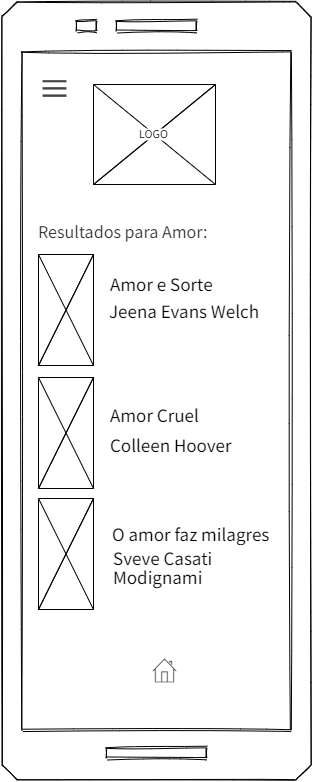 LOGO
Resultados para Amor:
Amor e Sorte
Jeena Evans Welch
Amor Cruel
Colleen Hoover
O amor faz milagres
Sveve Casati
Modignami